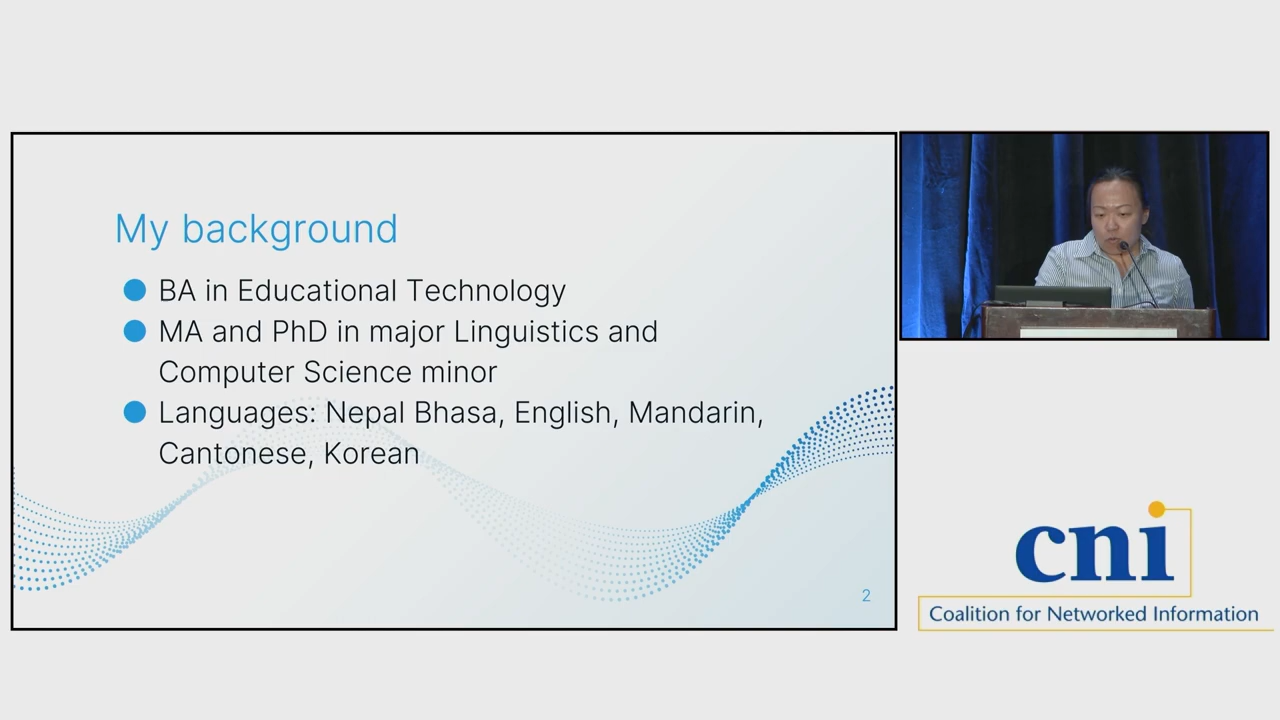 My background
BA in Educational Technology
MA and PhD in major Linguistics and
Computer Science minor
Languages: Nepal Bhasa, English, Mandarin,
Cantonese, Korean
2
cni
Coalition for Networked Information